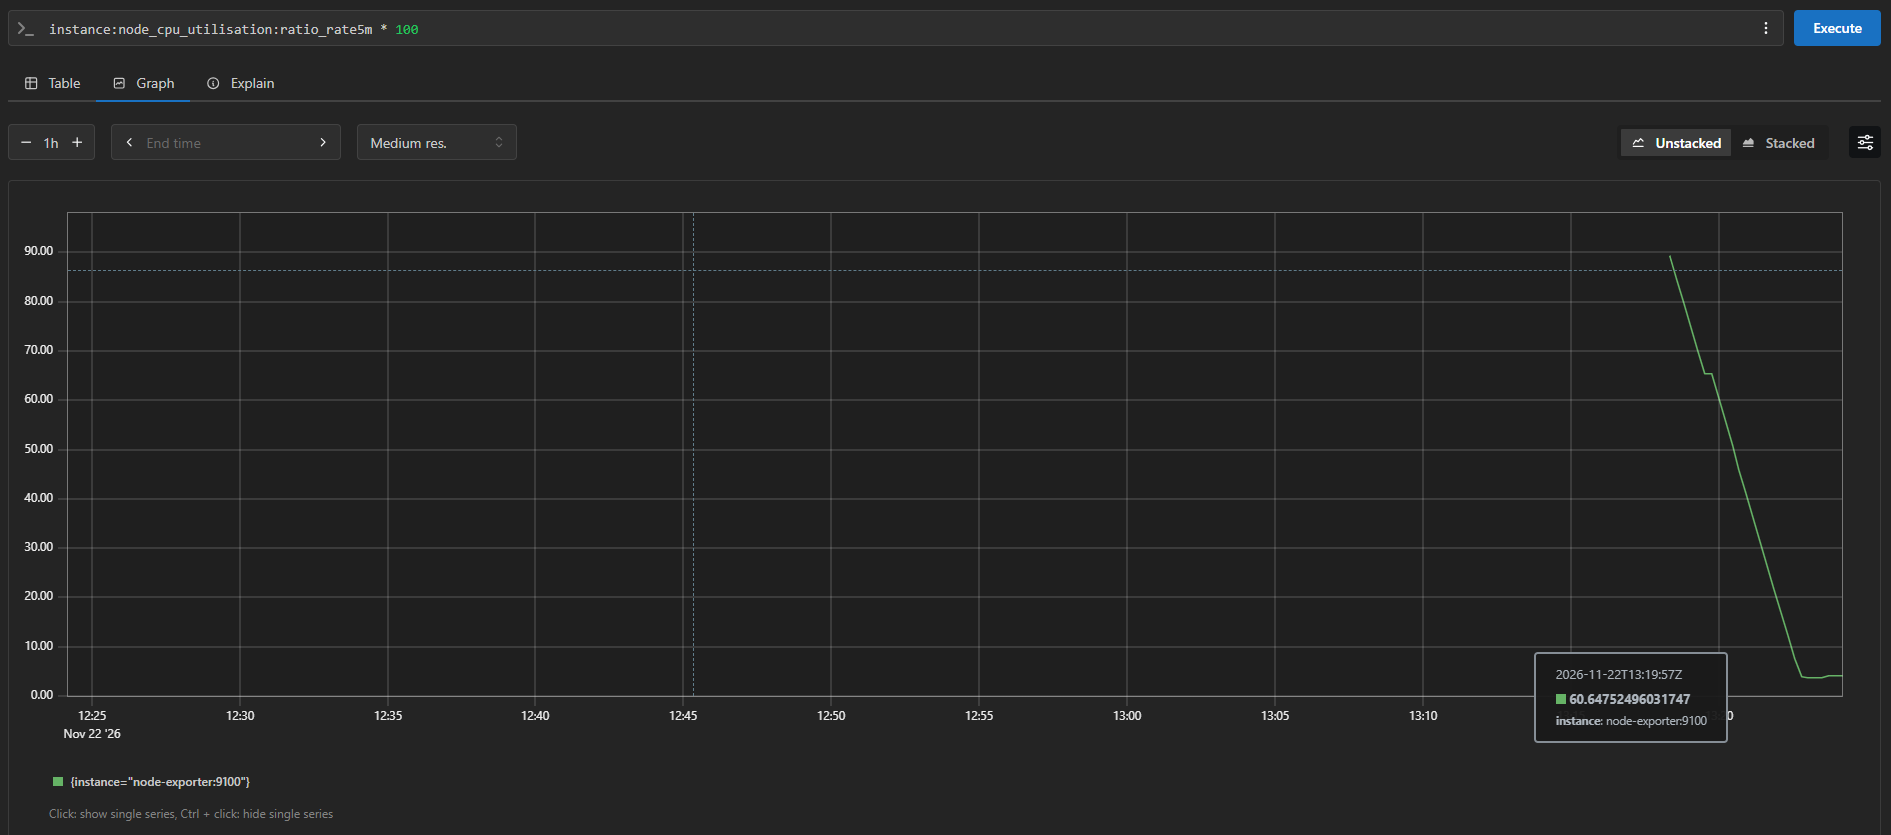 instance:node_cpu_utilisation:ratio_rate5m * 100
Execute
Table
Graph
Explain
1h
End time
Medium res.
Unstacked
Stacked
90.00
80.00
70.00
60.00
50.00
40.00
30.00
20.00
10.00
0.00
12:25
12:30
12:35
12:40
12:45
12:50
12:55
13:00
13:05
13:10
Nov 22 '26
2026-11-22T13:19:57Z
60.64752496031747
instance: node-exporter:9100
{instance="node-exporter:9100"}
Click: show single series, Ctrl + click: hide single series